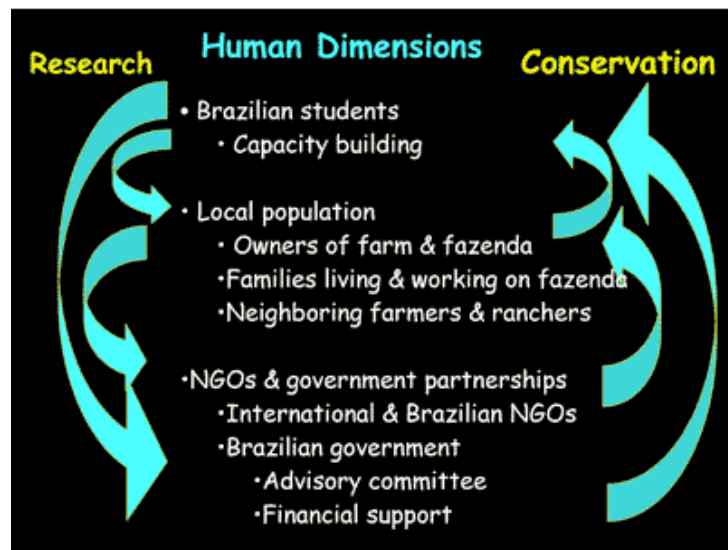 Human Dimensions
Research
Conservation
• Brazilian students
• Capacity building
• Local population
• Owners of farm & fazenda
•Families living & working on fazenda
•Neighboring farmers & ranchers
•NGOs & government partnerships
•International & Brazilian NGOs
•Brazilian government
•Advisory committee
•Financial support